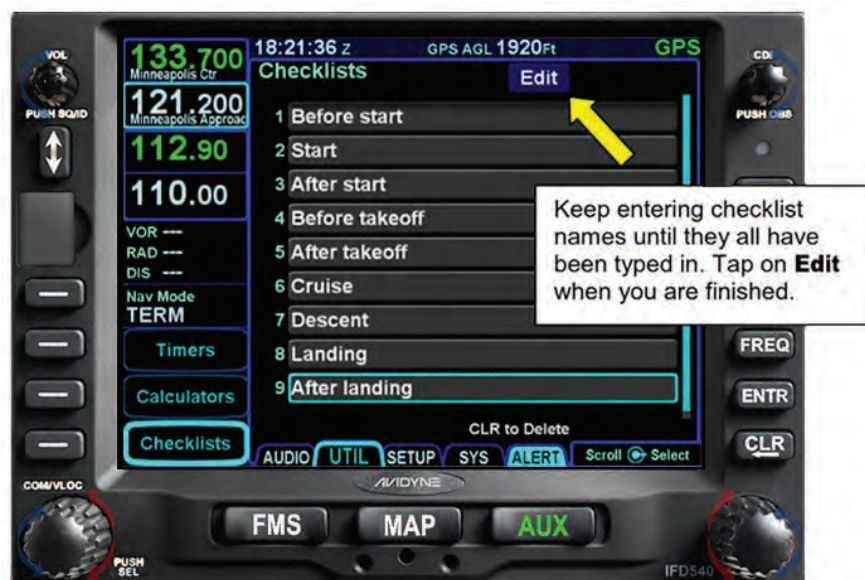 VOL
PUSH SQ/ID
133.700
Minneapolis Ctr
121.200
Minneapolis Approac
112.90
110.00
VOR ---
RAD ---
DIS ---
Nav Mode
TERM
Timers
Calculators
Checklists
18:21:36 z GPS AGL 1920Ft GPS
Checklists
Edit
1 Before start
2 Start
3 After start
4 Before takeoff
5 After takeoff
6 Cruise
7 Descent
8 Landing
9 After landing
CLR to Delete
AUDIO UTIL SETUP SYS ALERT Scroll Select
CDI
PUSH OBS
Keep entering checklist
names until they all have
been typed in. Tap on Edit
when you are finished.
FREQ
ENTR
CLR
COM/VLOC
AVIDYNE
FMS MAP AUX
PUSH
SEL
IFD540